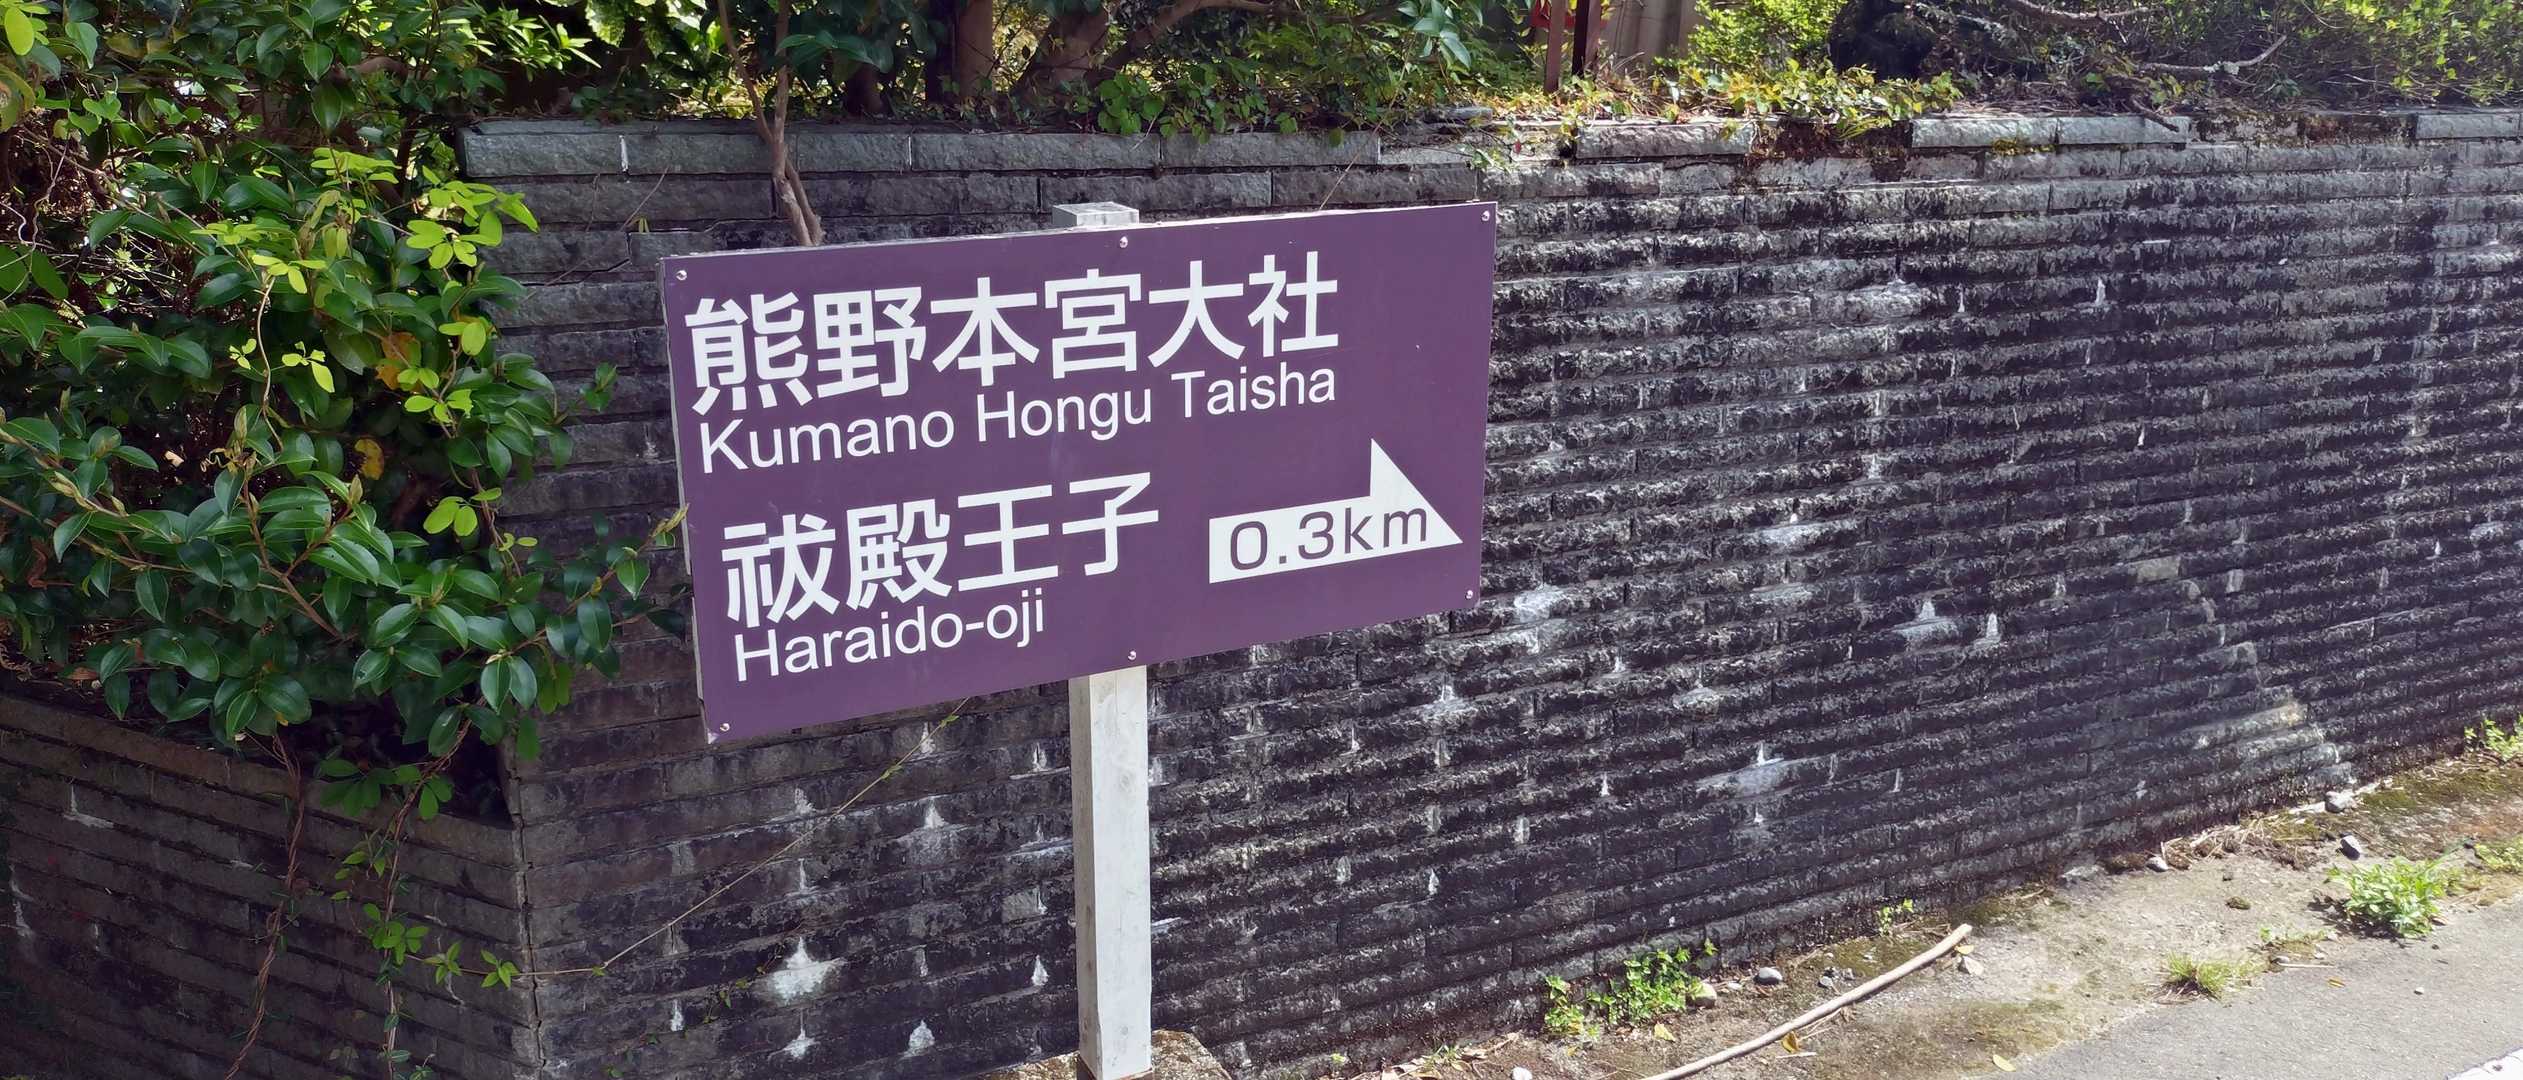 熊野本宮大社
Kumano Hongu Taisha
祓殿王子
Haraido-oji
0.3km